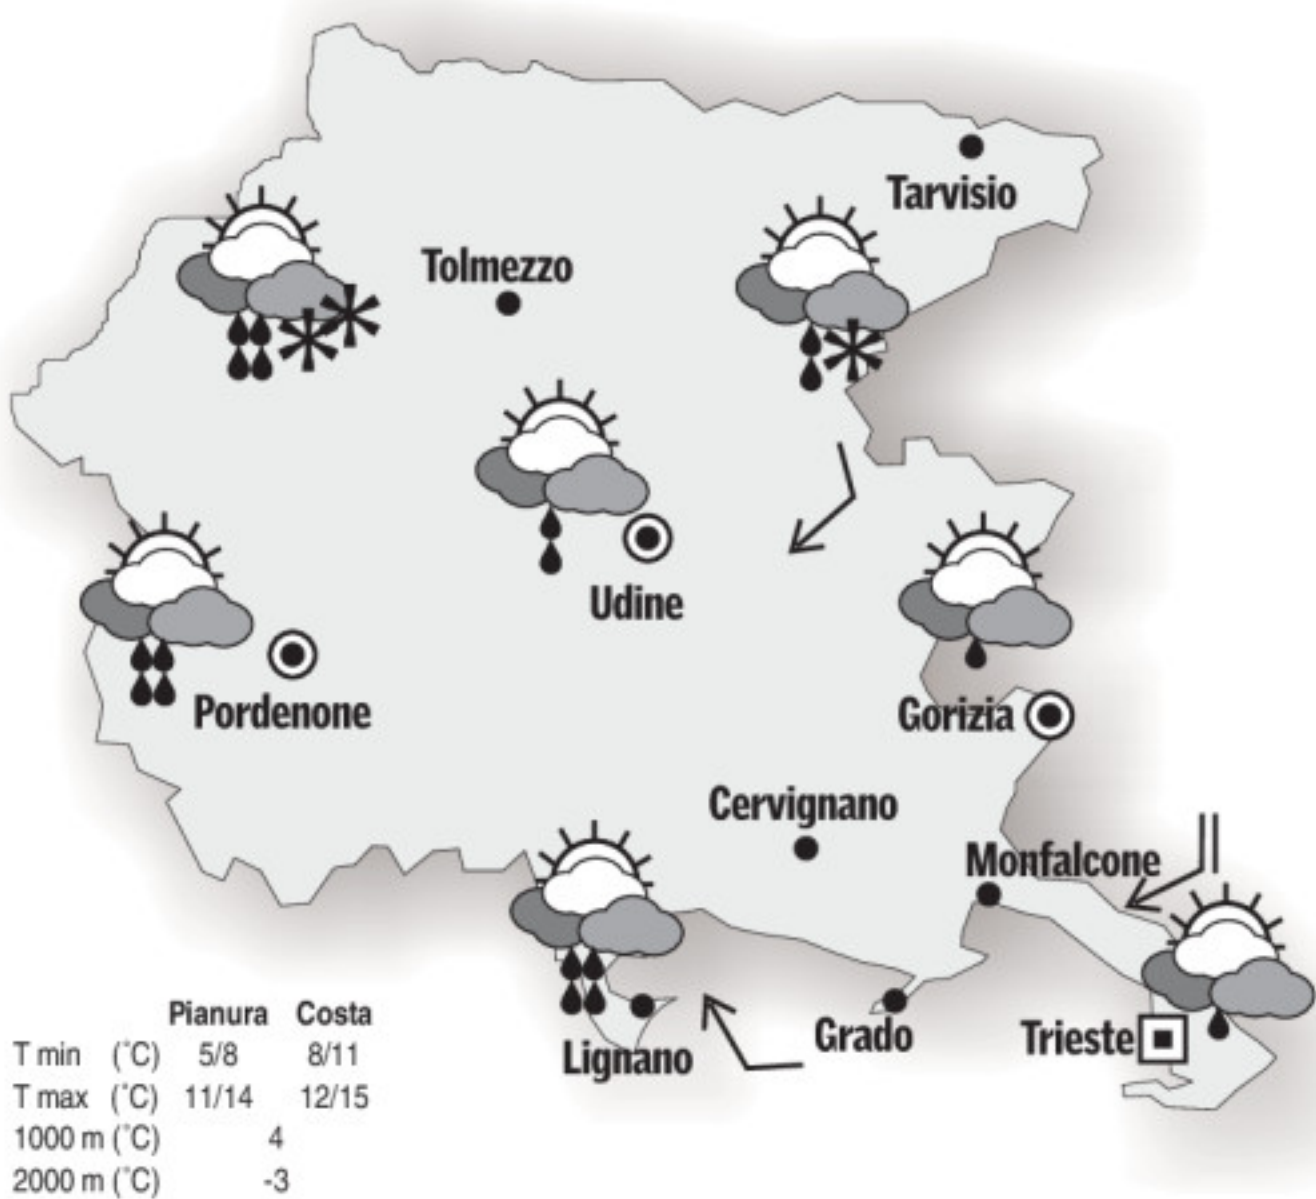 Tarvisio
Tolmezzo
Udine
Pordenone
Gorizia
Cervignano
Monfalcone
Grado
Trieste
Lignano
Pianura Costa
T min (°C) 5/8 8/11
T max (°C) 11/14 12/15
1000 m (°C) 4
2000 m (°C) -3